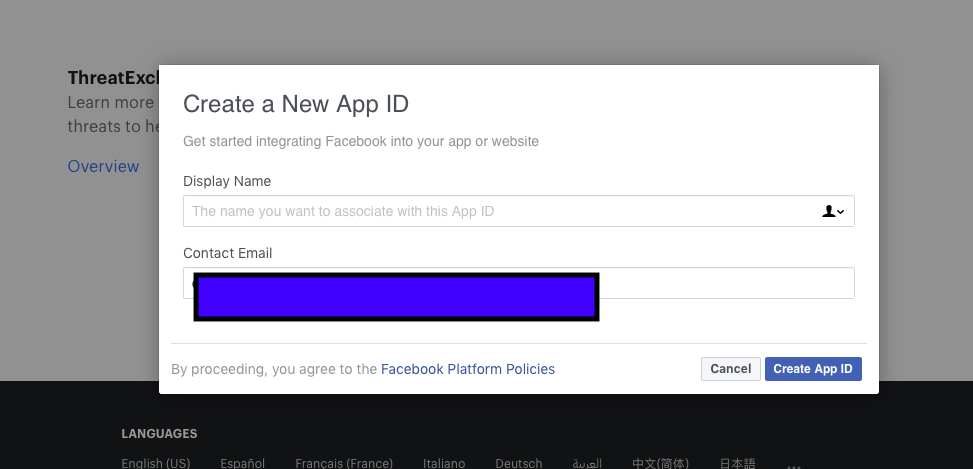 ThreatExcl
Learn more
threats to he
Overview
Create a New App ID
Get started integrating Facebook into your app or website
Display Name
The name you want to associate with this App ID
Contact Email
By proceeding, you agree to the Facebook Platform Policies
Cancel
Create App ID
LANGUAGES
English (US) Español Français (France) Italiano Deutsch العربية 中文(简体) 日本語 ...